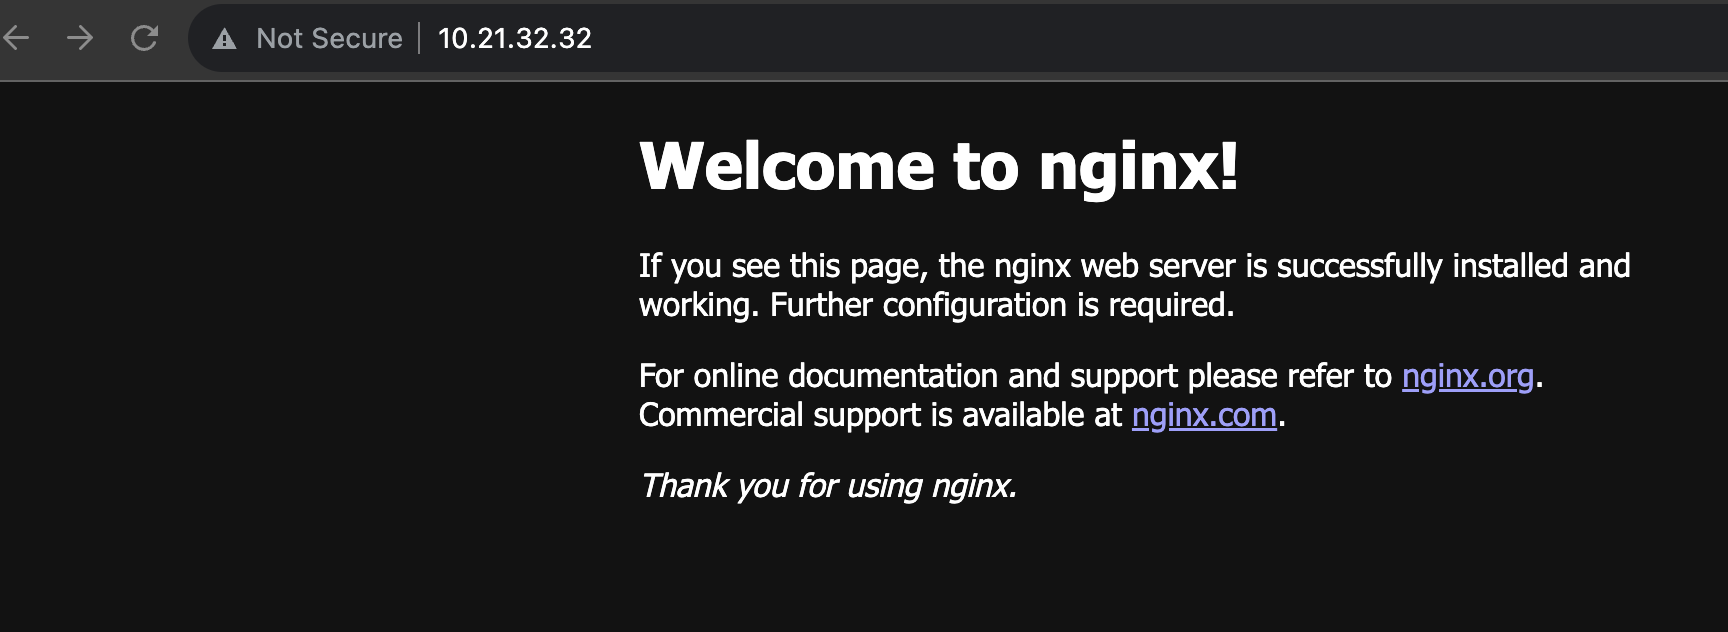 Not Secure 10.21.32.32
Welcome to nginx!
If you see this page, the nginx web server is successfully installed and
working. Further configuration is required.
For online documentation and support please refer to nginx.org.
Commercial support is available at nginx.com.
Thank you for using nginx.